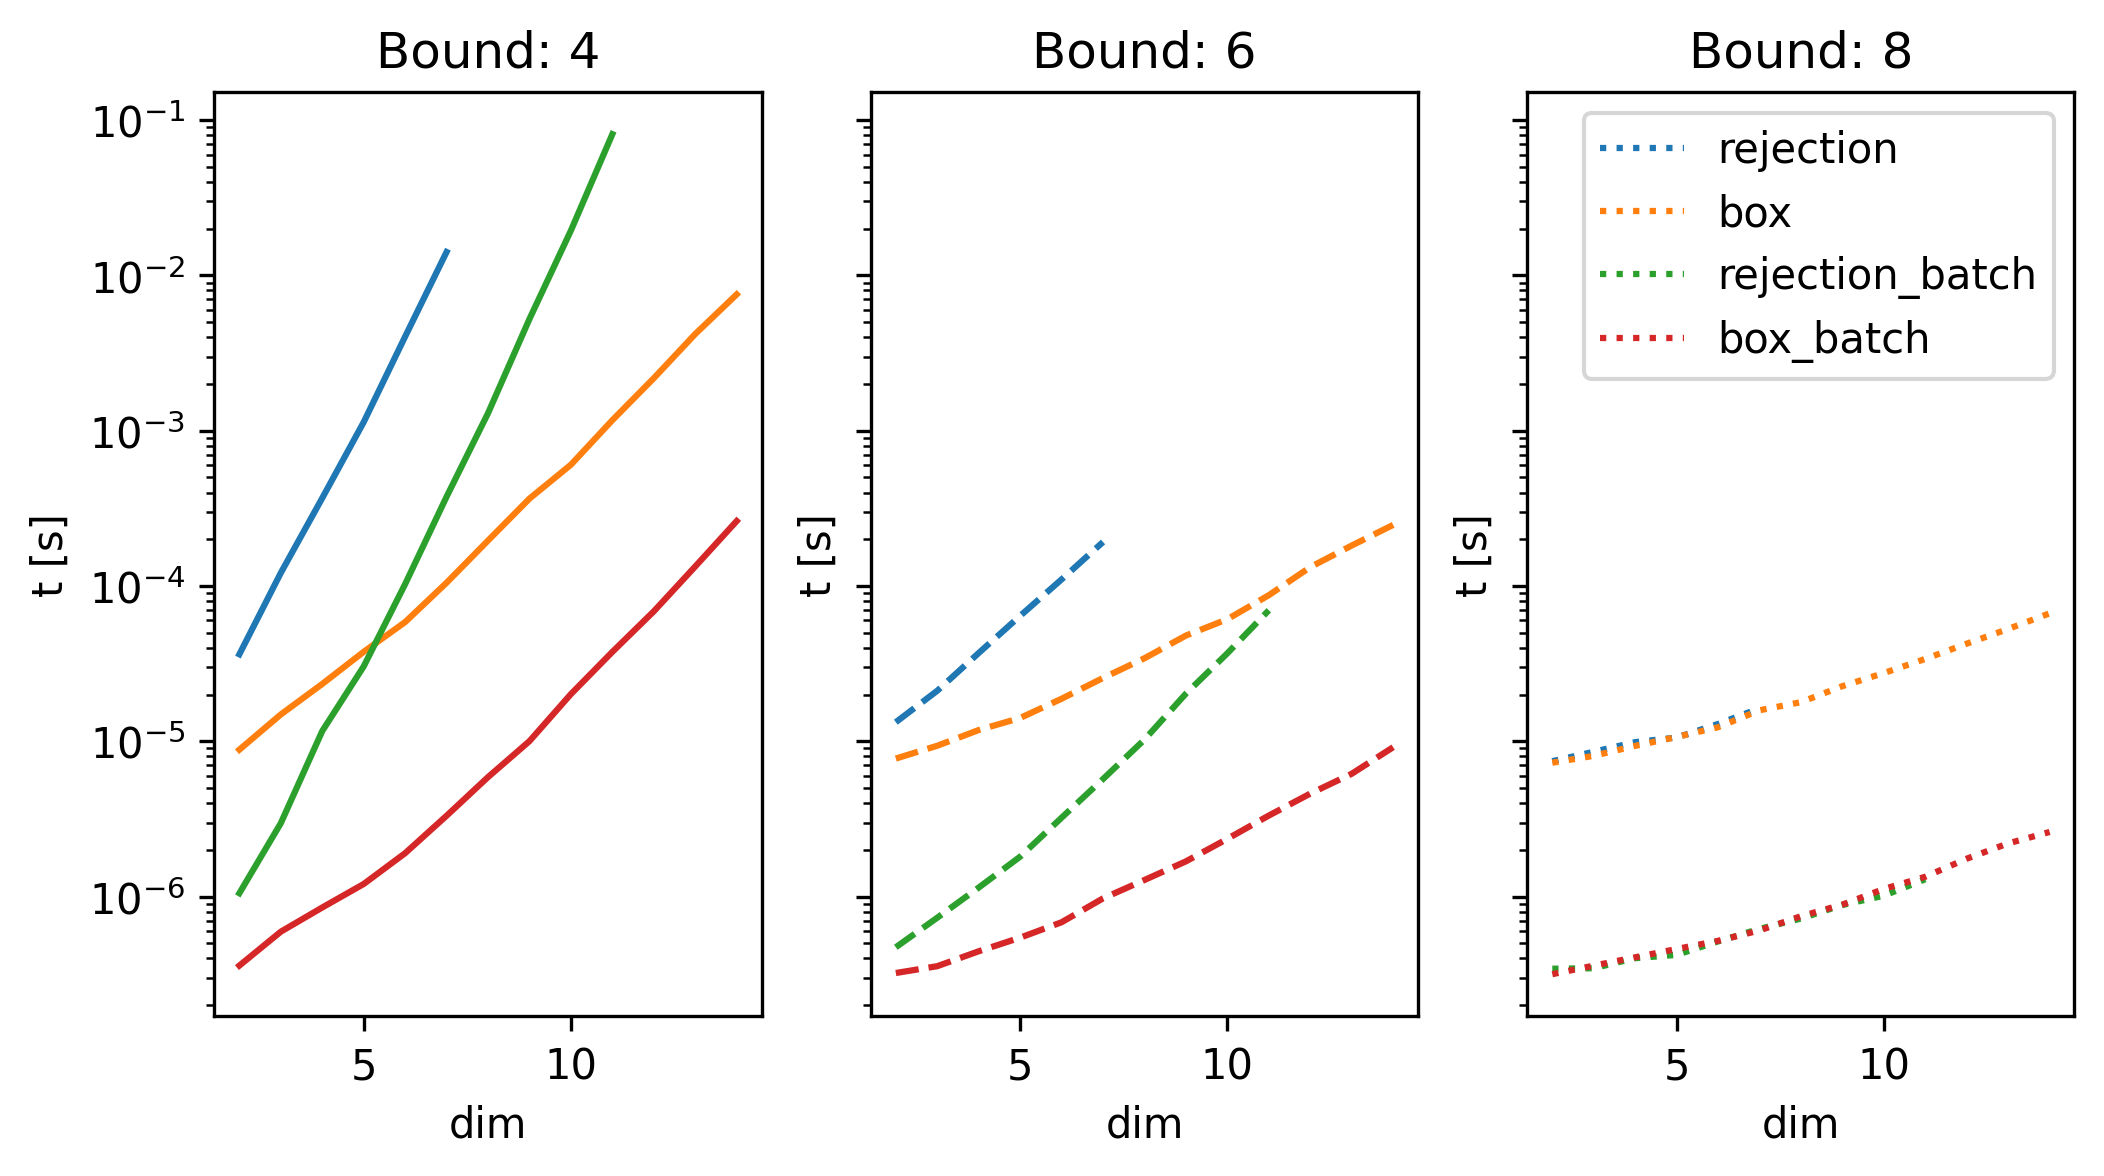 Bound: 4
Bound: 6
Bound: 8
10⁻¹
10⁻²
10⁻³
10⁻⁴
10⁻⁵
10⁻⁶
t [s]
t [s]
t [s]
rejection
box
rejection_batch
box_batch
5 10
5 10
5 10
dim
dim
dim